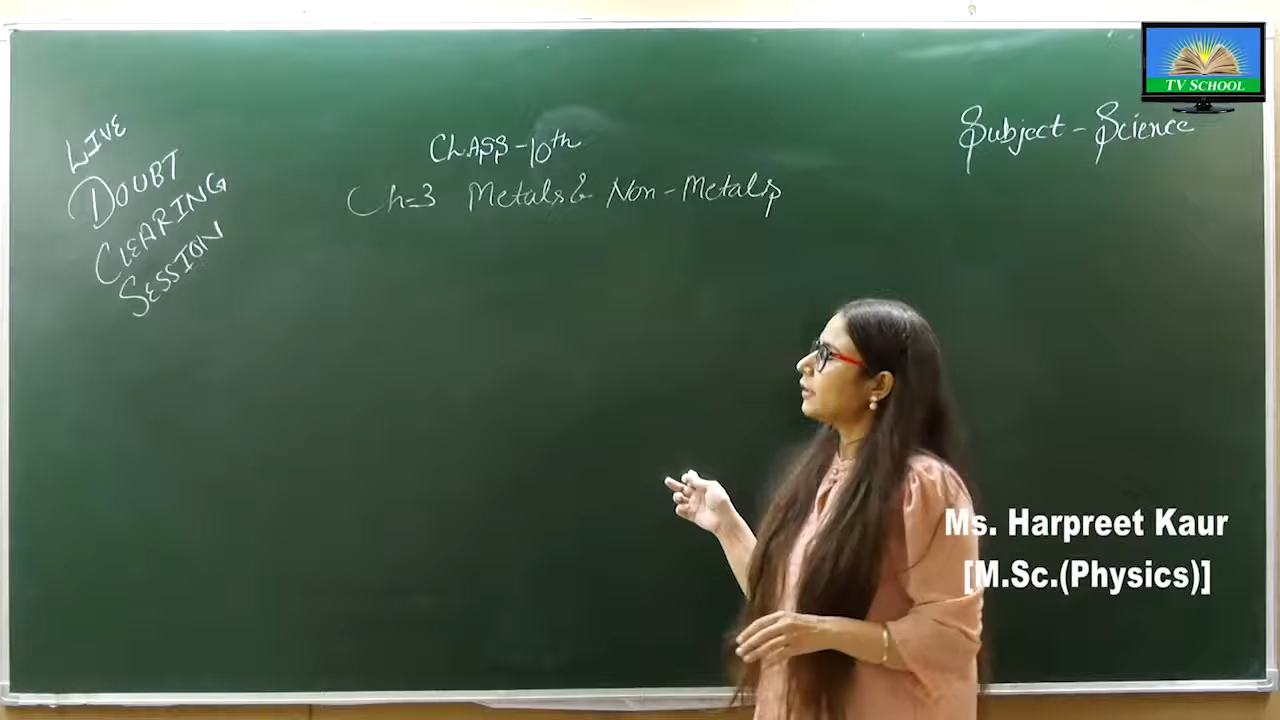 LIVE
DOUBT
CLEARING
SESSION
CLASS-10th
Ch=3 Metals & Non-Metals
Subject - Science
TV SCHOOL
Ms. Harpreet Kaur
[M.Sc.(Physics)]